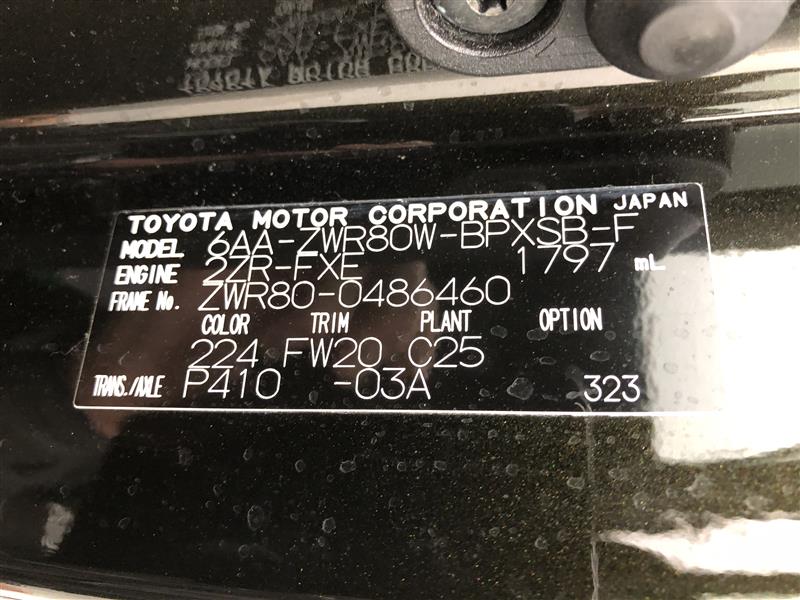 TOYOTA MOTOR CORPORATION JAPAN
MODEL 6AA-ZWR80W-BPXSB-F
ENGINE 2ZR-FXE 1797 mL
FRAME No. ZWR80-0486460
COLOR TRIM PLANT OPTION
224 FW20 C25
TRANS./AXLE P410 -03A 323